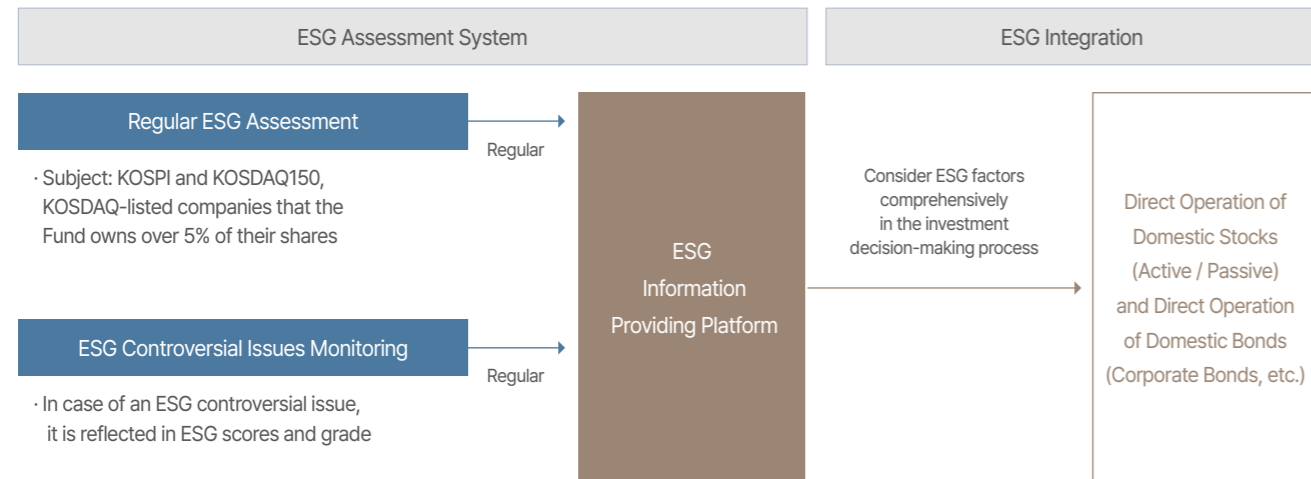 ESG Assessment System
ESG Integration
Regular ESG Assessment
Regular
· Subject: KOSPI and KOSDAQ150,
KOSDAQ-listed companies that the
Fund owns over 5% of their shares
ESG Controversial Issues Monitoring
Regular
· In case of an ESG controversial issue,
it is reflected in ESG scores and grade
ESG
Information
Providing Platform
Consider ESG factors
comprehensively
in the investment
decision-making process
Direct Operation of
Domestic Stocks
(Active / Passive)
and Direct Operation
of Domestic Bonds
(Corporate Bonds, etc.)